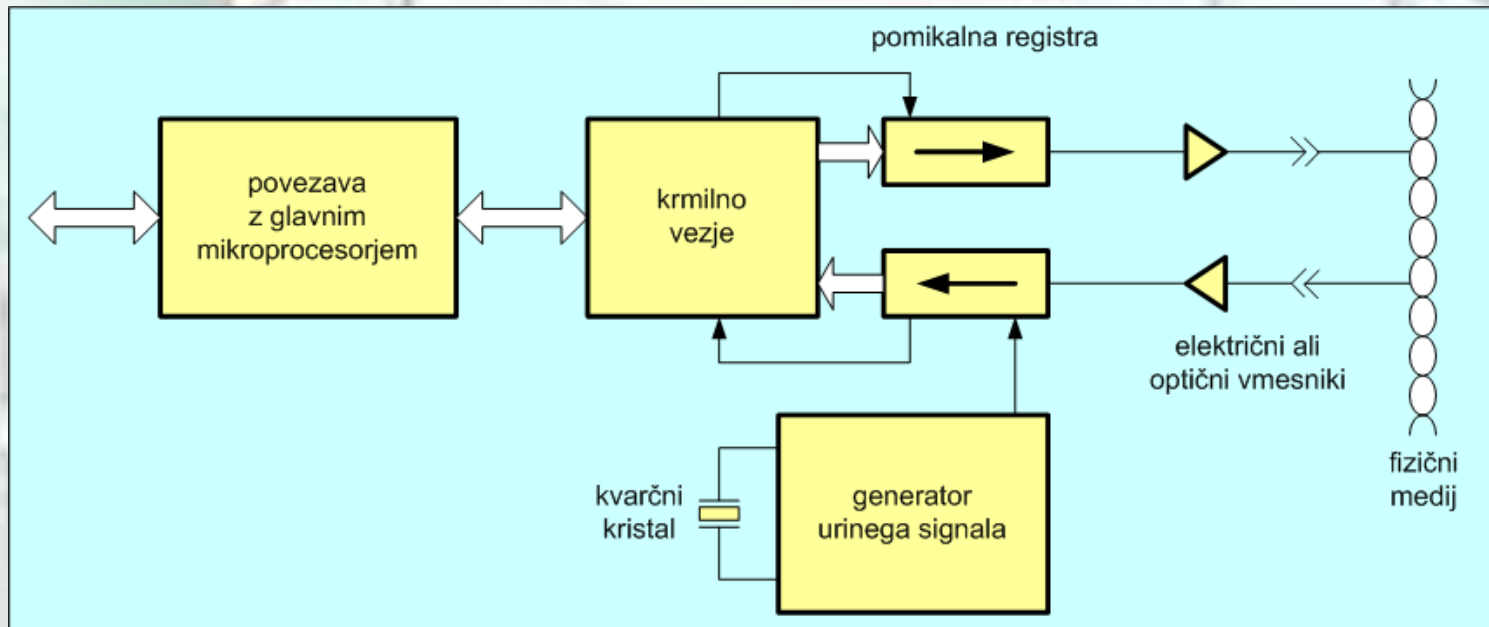 pomikalna registra
povezava
z glavnim
mikroprocesorjem
krmilno
vezje
električni ali
optični vmesniki
fizični
medij
kvarčni
kristal
generator
urinega signala